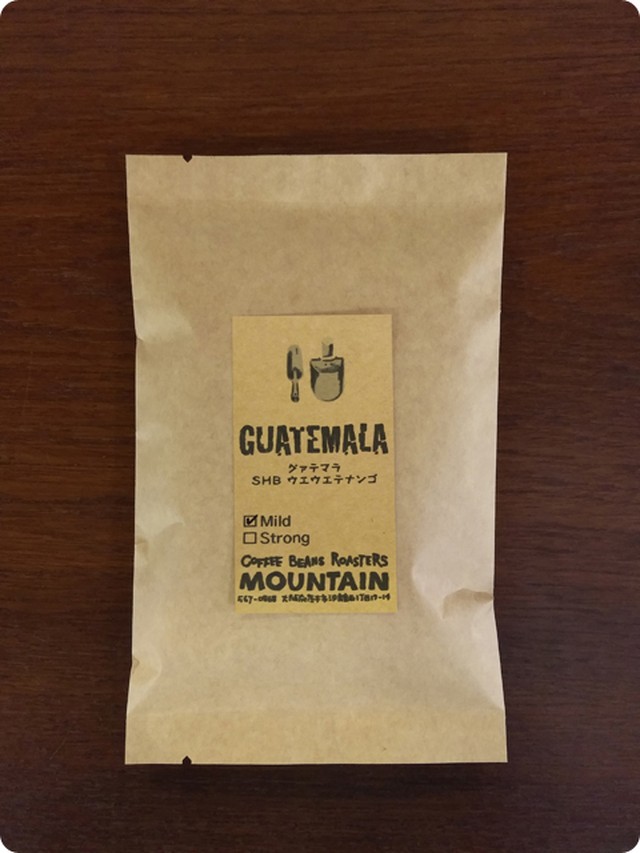 GUATEMALA
グァテマラ
SHB ウエウエテナンゴ
Mild
Strong
COFFEE BEANS ROASTERS
MOUNTAIN